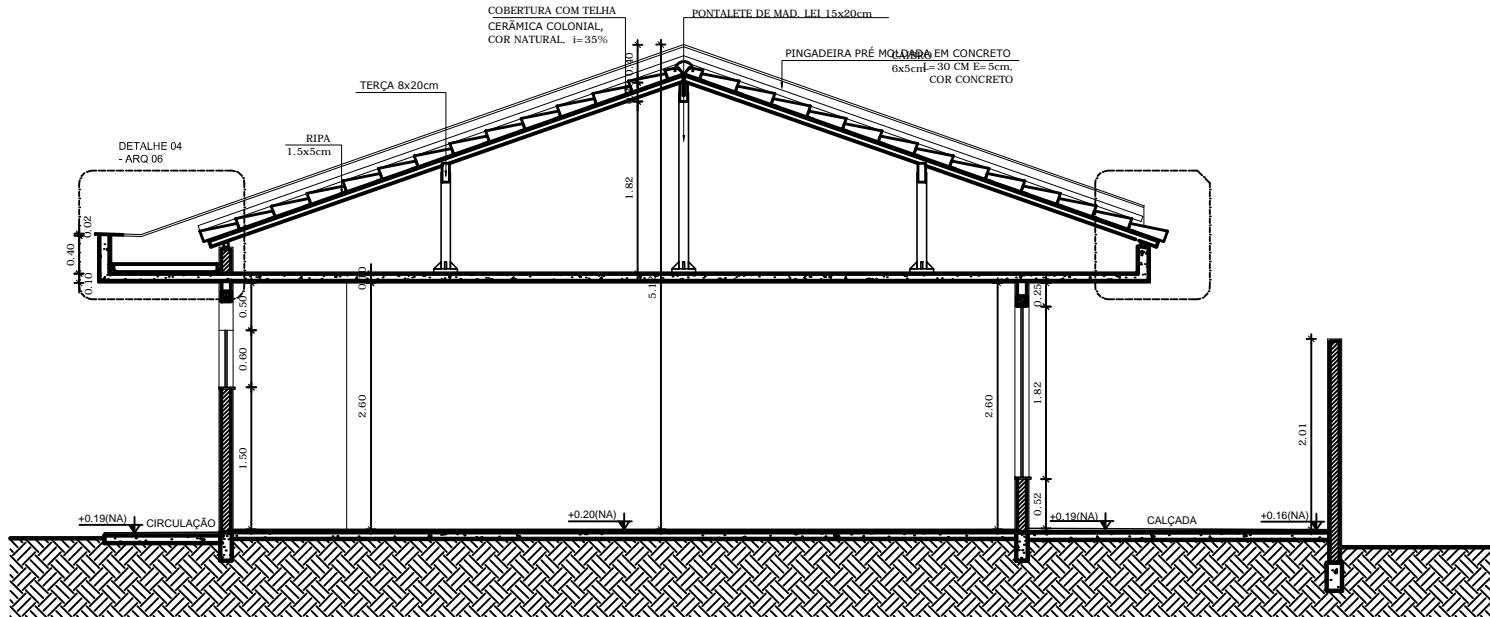 COBERTURA COM TELHA
CERÃMICA COLONIAL,
COR NATURAL, i=35%
PONTALETE DE MAD. LEI 15x20cm
PINGADEIRA PRÉ MOLDADA EM CONCRETO
CAIBRO
6x5cm
L=30 CM E=5cm,
COR CONCRETO
TERÇA 8x20cm
RIPA
1.5x5cm
DETALHE 04
- ARQ 06
0.02
0.40
0.10
0.50
0.60
1.50
2.60
1.82
2.60
0.25
1.82
0.52
2.01
+0.19(NA)
CIRCULAÇÃO
+0.20(NA)
+0.19(NA)
CALÇADA
+0.16(NA)